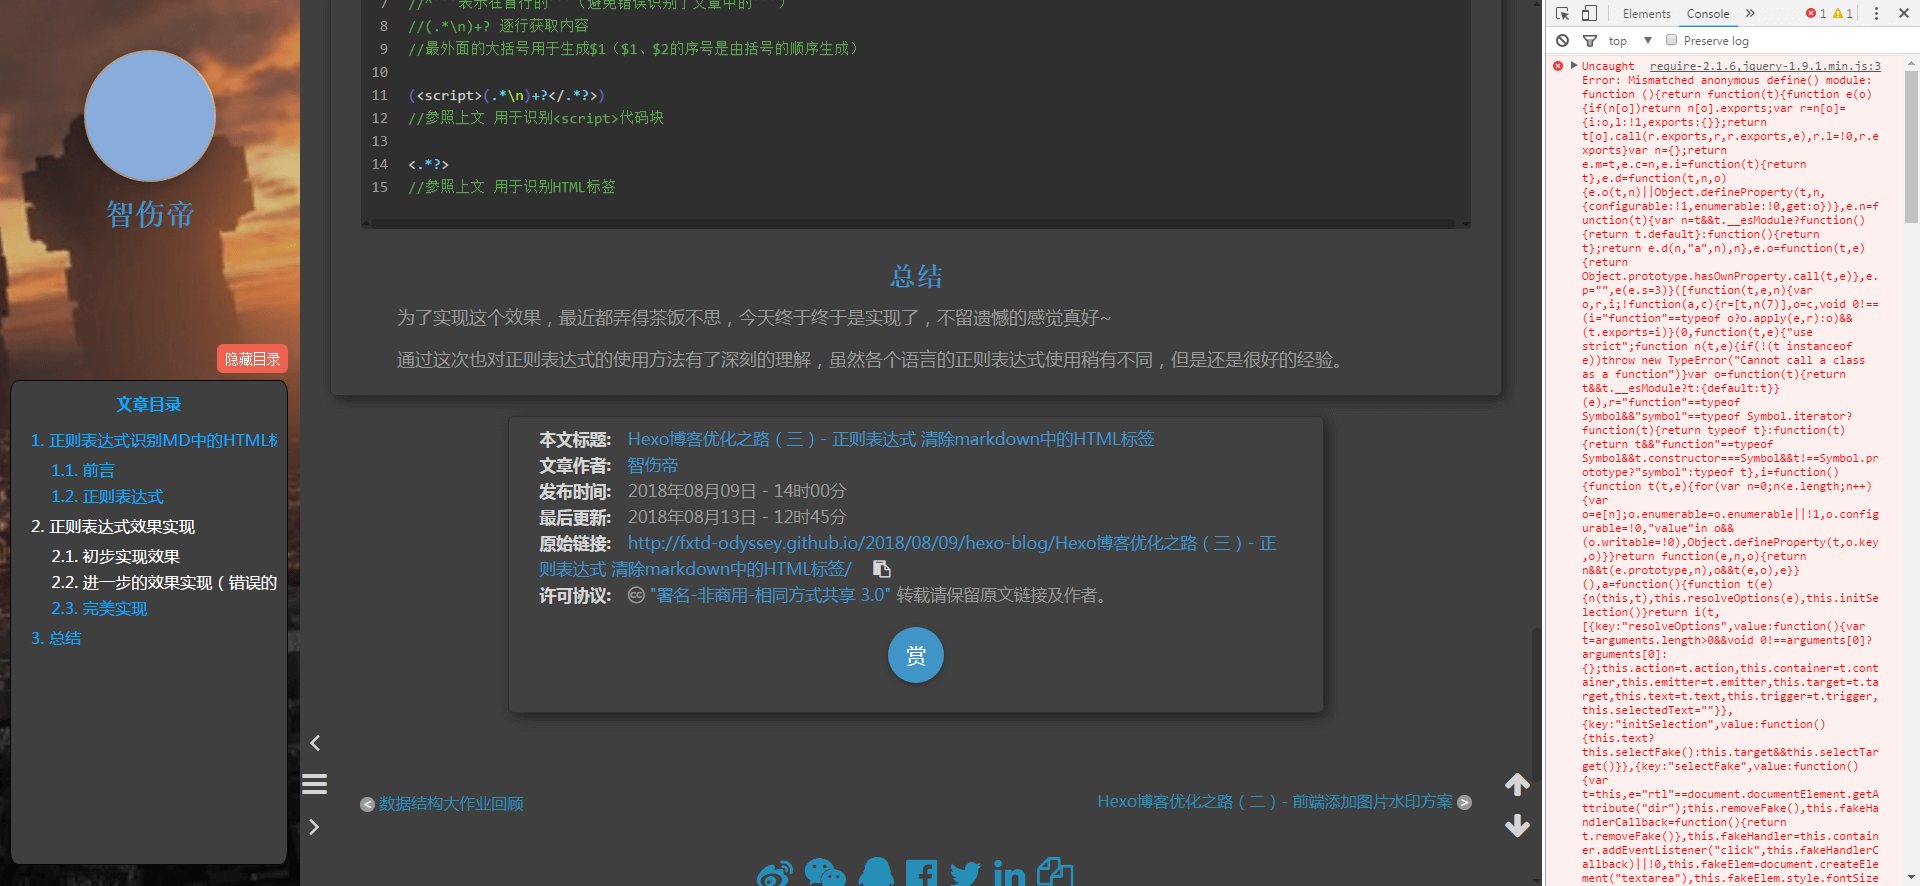 智伤帝
隐藏目录
文章目录
1. 正则表达式识别MD中的HTML标
1.1. 前言
1.2. 正则表达式
2. 正则表达式效果实现
2.1. 初步实现效果
2.2. 进一步的效果实现（错误的
2.3. 完美实现
3. 总结
8 //(.*\n)+? 逐行获取内容
9 //最外面的大括号用于生成$1（$1、$2的序号是由括号的顺序生成）
10
11 (<script>(.*\n)+?</.*?>)
12 //参照上文 用于识别<script>代码块
13
14 <.*?>
15 //参照上文 用于识别HTML标签
总结
为了实现这个效果，最近都弄得茶饭不思，今天终于终于是实现了，不留遗憾的感觉真好~
通过这次也对正则表达式的使用方法有了深刻的理解，虽然各个语言的正则表达式使用稍有不同，但是还是很好的经验。
本文标题: Hexo博客优化之路（三）- 正则表达式 清除markdown中的HTML标签
文章作者: 智伤帝
发布时间: 2018年08月09日 - 14时00分
最后更新: 2018年08月13日 - 12时45分
原始链接: http://fxtd-odyssey.github.io/2018/08/09/hexo-blog/Hexo博客优化之路（三）- 正
则表达式 清除markdown中的HTML标签/
许可协议: "署名-非商用-相同方式共享 3.0" 转载请保留原文链接及作者。
赏
数据结构大作业回顾
Hexo博客优化之路（二）- 前端添加图片水印方案
Elements Console » 1 1
top Preserve log
Uncaught require-2.1.6,jquery-1.9.1.min.js:3
Error: Mismatched anonymous define() module:
function (){return function(t){function e(o)
{if(n[o])return n[o].exports;var r=n[o]=
{i:o,l:!1,exports:{}};return
t[o].call(r.exports,r,r.exports,e),r.l=!0,r.e
xports}var n={};return
e.m=t,e.c=n,e.i=function(t){return
t},e.d=function(t,n,o)
{e.o(t,n)||Object.defineProperty(t,n,
{configurable:!1,enumerable:!0,get:o})},e.n=f
unction(t){var n=t&&t.__esModule?function()
{return t.default}:function(){return
t};return e.d(n,"a",n),n},e.o=function(t,e)
{return
Object.prototype.hasOwnProperty.call(t,e)},e.
p="",e(e.s=3)}([function(t,e,n){var
o,r,i;!function(a,c){r=[t,n(7)],o=c,void 0!==
(i="function"==typeof o?o.apply(e,r):o)&&
(t.exports=i)}(0,function(t,e){"use
strict";function n(t,e){if(!(t instanceof
e))throw new TypeError("Cannot call a class
as a function")}var o=function(t){return
t&&t.__esModule?t:{default:t}}
(e),r="function"==typeof
Symbol&&"symbol"==typeof Symbol.iterator?
function(t){return typeof t}:function(t)
{return t&&"function"==typeof
Symbol&&t.constructor===Symbol&&t!==Symbol.pr
ototype?"symbol":typeof t},i=function()
{function t(t,e){for(var n=0;n<e.length;n++)
{var
o=e[n];o.enumerable=o.enumerable||!1,o.config
urable=!0,"value"in o&&
(o.writable=!0),Object.defineProperty(t,o.key
,o)}}return function(e,n,o){return
n&&t(e.prototype,n),o&&t(e,o),e}}
(),a=function(){function t(e)
{n(this,t),this.resolveOptions(e),this.initSe
lection()}return i(t,
[{key:"resolveOptions",value:function(){var
t=arguments.length>0&&void 0!==arguments[0]?
arguments[0]:
{};this.action=t.action,this.container=t.cont
ainer,this.emitter=t.emitter,this.target=t.ta
rget,this.text=t.text,this.trigger=t.trigger,
this.selectedText=""}},
{key:"initSelection",value:function()
{this.text?
this.selectFake():this.target&&this.selectTar
get()}},{key:"selectFake",value:function()
{var
t=this,e="rtl"==document.documentElement.getA
ttribute("dir");this.removeFake(),this.fakeHa
ndlerCallback=function(){return
t.removeFake()},this.fakeHandler=this.contain
er.addEventListener("click",this.fakeHandlerC
allback)||!0,this.fakeElem=document.createEle
ment("textarea"),this.fakeElem.style.fontSize